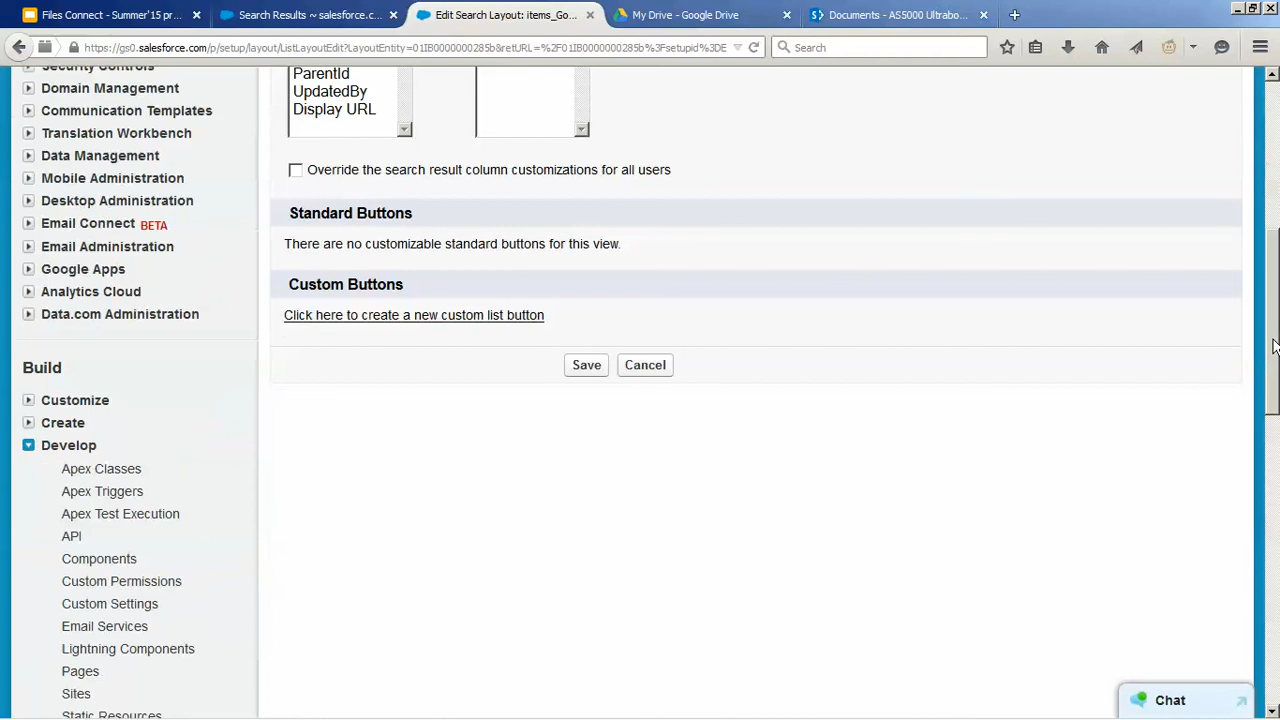 Files Connect - Summer'15 pr...
Search Results ~ salesforce.c...
Edit Search Layout: items_Go...
My Drive - Google Drive
Documents - AS5000 Ultrabo...
https://gs0.salesforce.com/p/setup/layout/ListLayoutEdit?LayoutEntity=01IB0000000285b&retURL=%2F01IB0000000285b%3Fsetupid%3DE
Search
Security Controls
Domain Management
Communication Templates
Translation Workbench
Data Management
Mobile Administration
Desktop Administration
Email Connect BETA
Email Administration
Google Apps
Analytics Cloud
Data.com Administration
Build
Customize
Create
Develop
Apex Classes
Apex Triggers
Apex Test Execution
API
Components
Custom Permissions
Custom Settings
Email Services
Lightning Components
Pages
Sites
Static Resources
ParentId
UpdatedBy
Display URL
Override the search result column customizations for all users
Standard Buttons
There are no customizable standard buttons for this view.
Custom Buttons
Click here to create a new custom list button
Save
Cancel
Chat